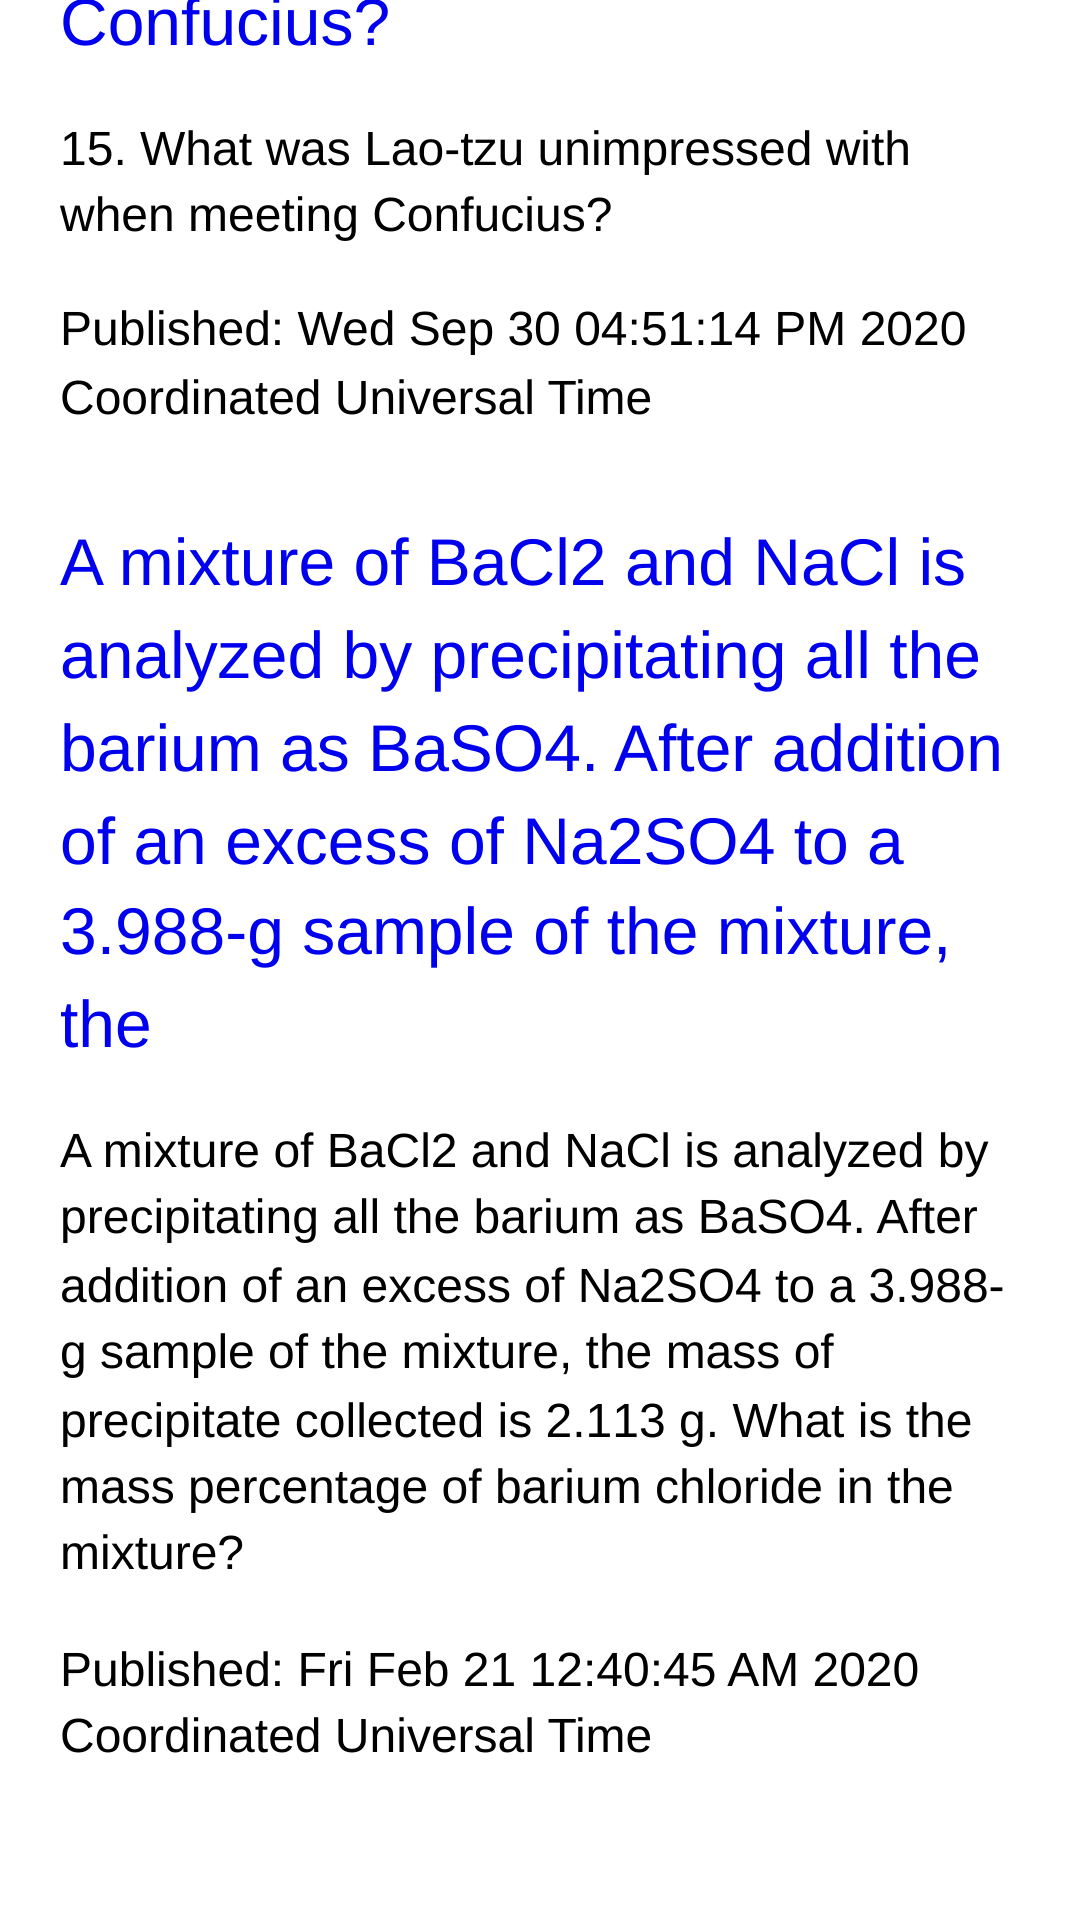 Confucius?
15. What was Lao-tzu unimpressed with
when meeting Confucius?
Published: Wed Sep 30 04:51:14 PM 2020
Coordinated Universal Time
A mixture of BaCl2 and NaCl is
analyzed by precipitating all the
barium as BaSO4. After addition
of an excess of Na2SO4 to a
3.988-g sample of the mixture,
the
A mixture of BaCl2 and NaCl is analyzed by
precipitating all the barium as BaSO4. After
addition of an excess of Na2SO4 to a 3.988-
g sample of the mixture, the mass of
precipitate collected is 2.113 g. What is the
mass percentage of barium chloride in the
mixture?
Published: Fri Feb 21 12:40:45 AM 2020
Coordinated Universal Time